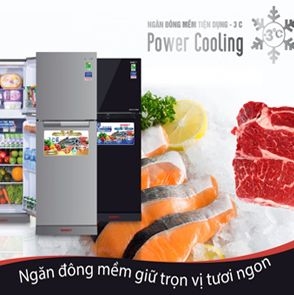 NGĂN ĐÔNG MỀM TIỆN DỤNG - 3 C
Power Cooling
-3°C
Ngăn đông mềm giữ trọn vị tươi ngon